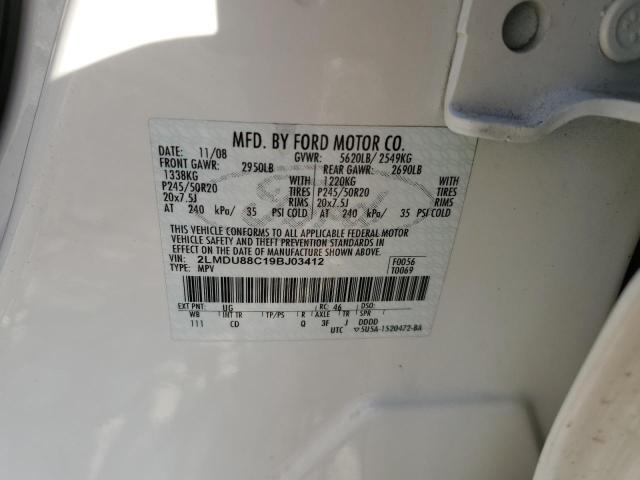 MFD. BY FORD MOTOR CO.
DATE: 11/08 GVWR: 5620LB/ 2549KG
FRONT GAWR: 2950LB REAR GAWR: 2690LB
1338KG WITH 1220KG WITH
P245/50R20 TIRES P245/50R20 TIRES
20x7.5J RIMS 20x7.5J RIMS
AT 240 kPa/ 35 PSI COLD AT 240 kPa/ 35 PSI COLD
THIS VEHICLE CONFORMS TO ALL APPLICABLE FEDERAL MOTOR
VEHICLE SAFETY AND THEFT PREVENTION STANDARDS IN
EFFECT ON THE DATE OF MANUFACTURE SHOWN ABOVE.
VIN: 2LMDU88C19BJ03412 F0056
TYPE: MPV T0069
EXT PNT: UG RC: 46 DSO:
WB INT TR TP/PS R AXLE TR SPR
111 CD Q 3F J DDDD
UTC 5U5A-1520472-BA
Ford